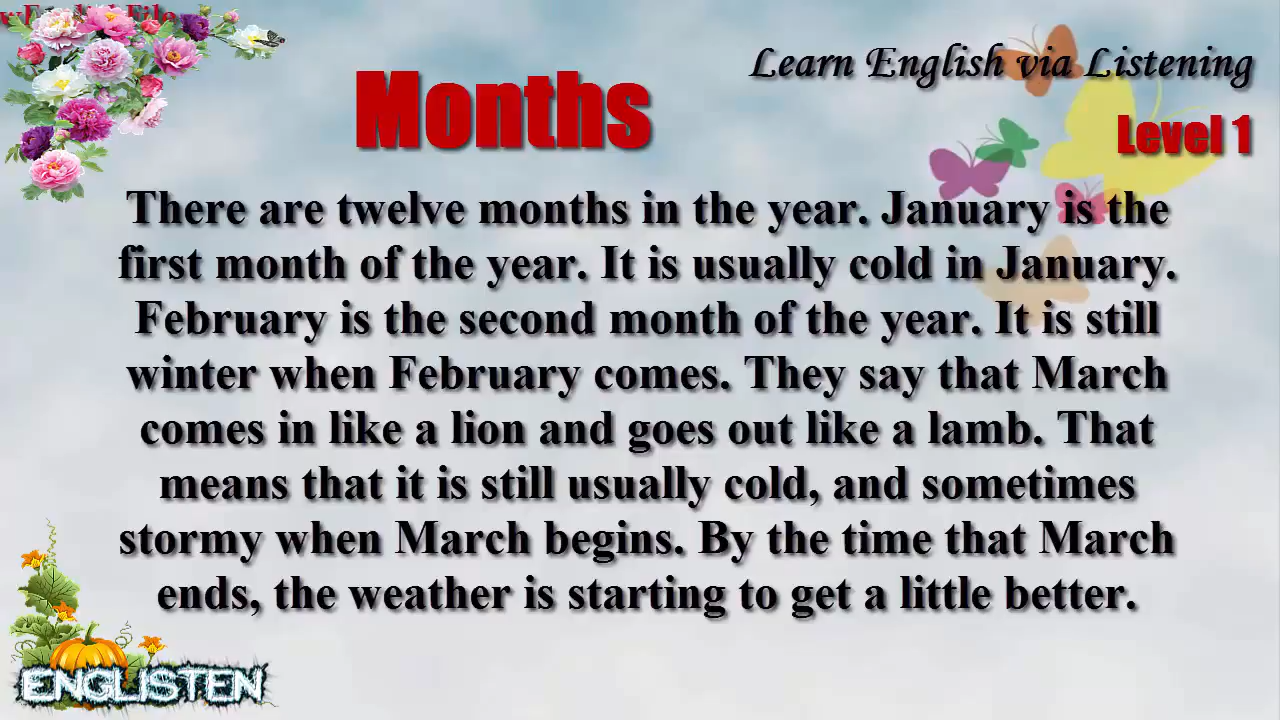 Learn English via Listening
Months
Level 1
There are twelve months in the year. January is the
first month of the year. It is usually cold in January.
February is the second month of the year. It is still
winter when February comes. They say that March
comes in like a lion and goes out like a lamb. That
means that it is still usually cold, and sometimes
stormy when March begins. By the time that March
ends, the weather is starting to get a little better.
ENGLISTEN